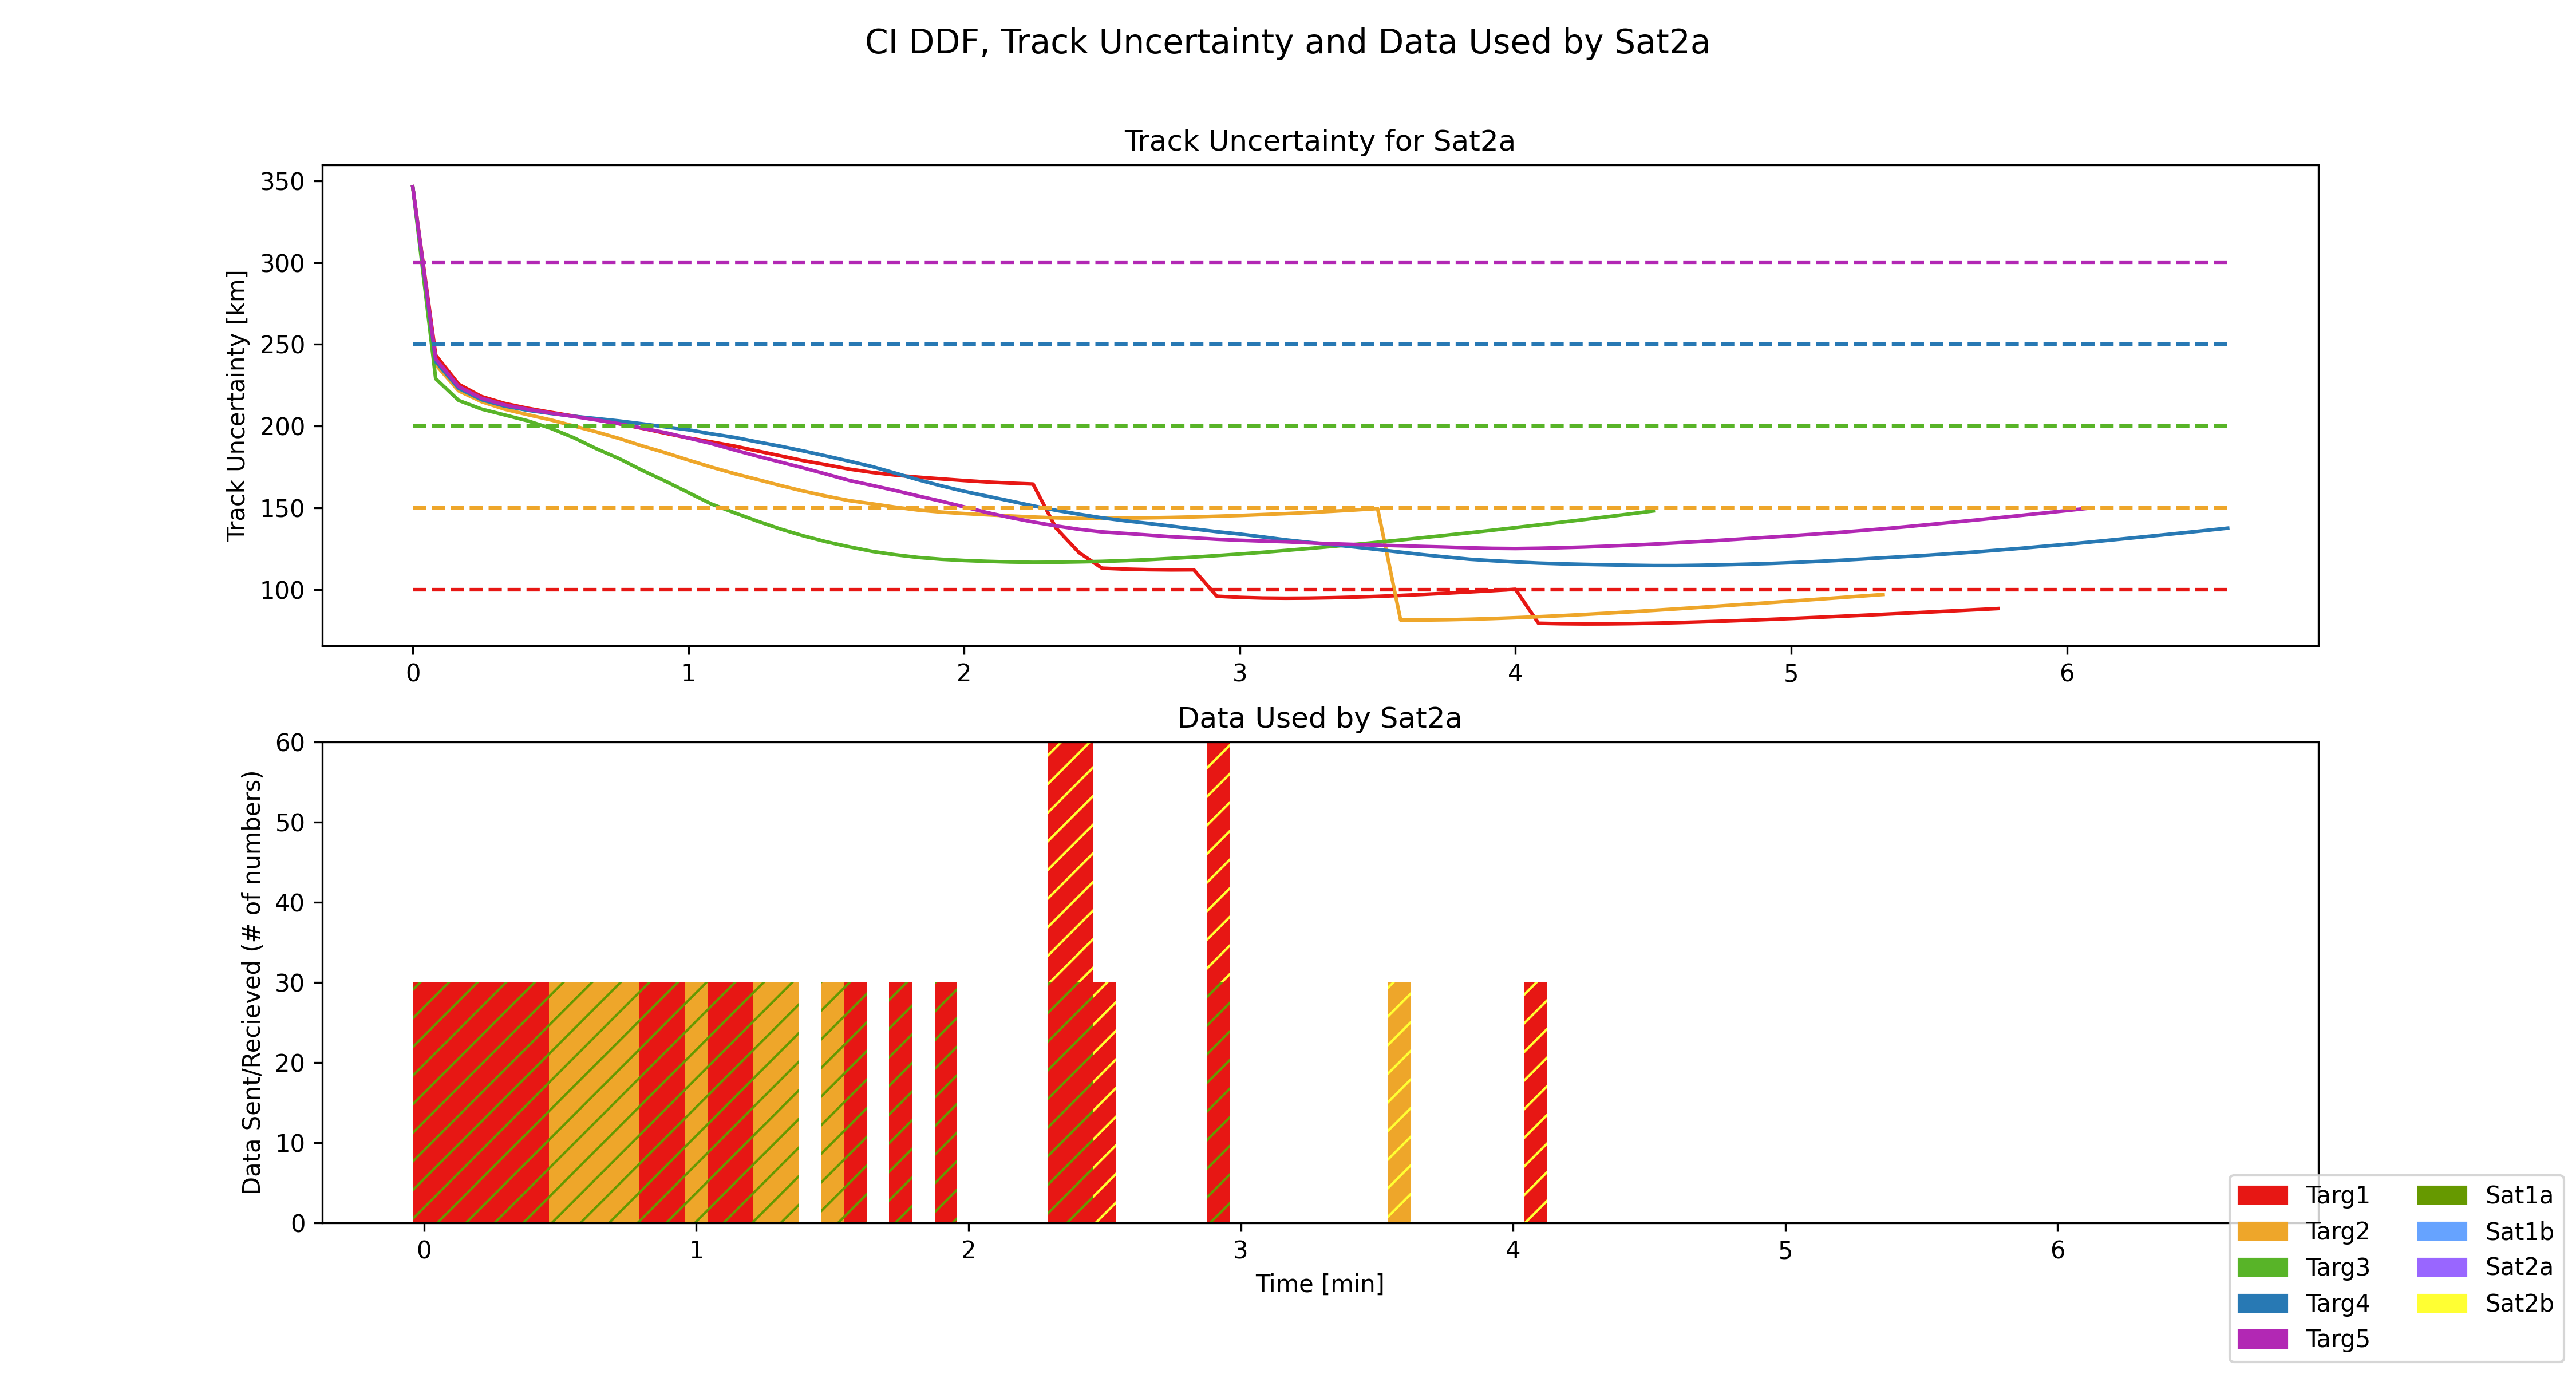 CI DDF, Track Uncertainty and Data Used by Sat2a
Track Uncertainty for Sat2a
Track Uncertainty [km]
350
300
250
200
150
100
0 1 2 3 4 5 6
Data Used by Sat2a
Data Sent/Recieved (# of numbers)
60
50
40
30
20
10
0
0 1 2 3 4 5 6
Time [min]
Targ1 Sat1a
Targ2 Sat1b
Targ3 Sat2a
Targ4 Sat2b
Targ5